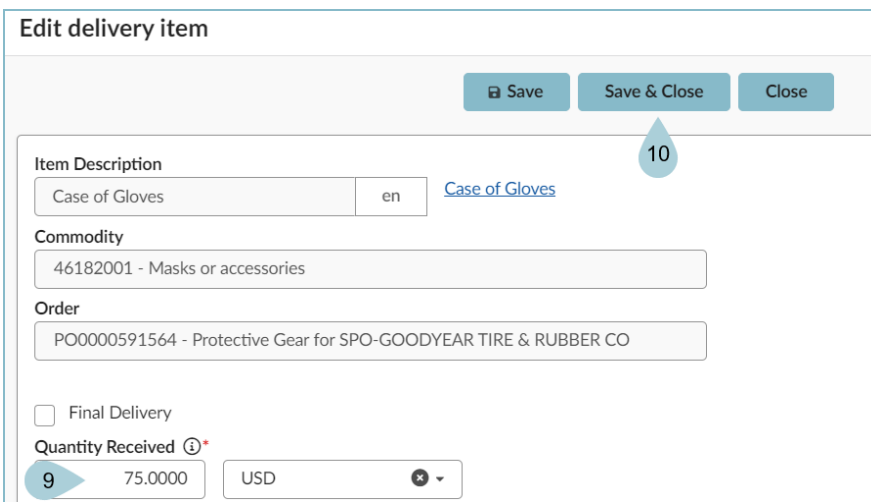 Edit delivery item
Save Save & Close Close
10
Item Description
Case of Gloves en Case of Gloves
Commodity
46182001 - Masks or accessories
Order
PO0000591564 - Protective Gear for SPO-GOODYEAR TIRE & RUBBER CO
Final Delivery
Quantity Received *
9 75.0000 USD